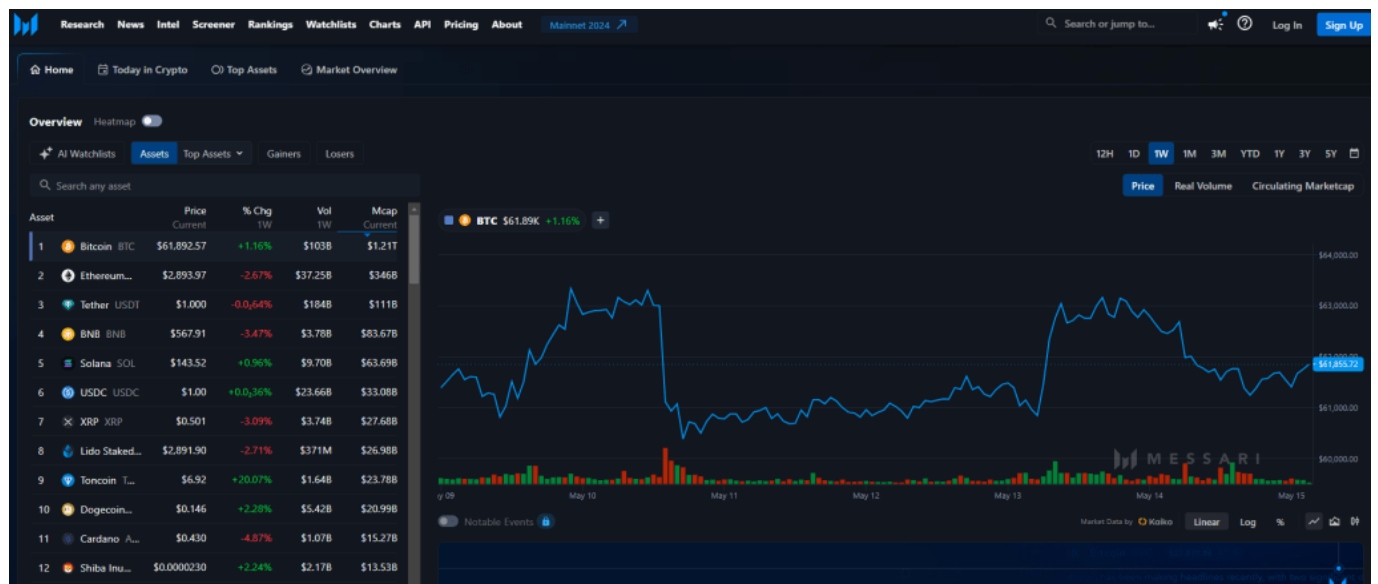 Research News Intel Screener Rankings Watchlists Charts API Pricing About Mainnet 2024 Search or jump to... Log In Sign Up
Home Today in Crypto Top Assets Market Overview
Overview Heatmap
AI Watchlists Assets Top Assets Gainers Losers
12H 1D 1W 1M 3M YTD 1Y 3Y 5Y
Search any asset
Price Real Volume Circulating Marketcap
Asset Price % Chg Vol Mcap
Current 1W 1W Current
BTC $61.89K +1.16% +
1 Bitcoin BTC $61,892.57 +1.16% $103B $1.21T
2 Ethereum... $2,893.97 -2.67% $37.25B $346B
3 Tether USDT $1.000 -0.0₂64% $184B $111B
4 BNB BNB $567.91 -3.47% $3.78B $83.67B
5 Solana SOL $143.52 +0.96% $9.70B $63.69B
6 USDC USDC $1.00 +0.0₃36% $23.66B $33.08B
7 XRP XRP $0.501 -3.09% $3.74B $27.68B
8 Lido Staked... $2,891.90 -2.71% $371M $26.98B
9 Toncoin T... $6.92 +20.07% $1.64B $23.78B
10 Dogecoin... $0.146 +2.28% $5.42B $20.99B
11 Cardano A... $0.430 -4.87% $1.07B $15.27B
12 Shiba Inu... $0.0000230 +2.24% $2.17B $13.53B
$64,000.00
$63,000.00
$61,855.72
$61,000.00
$60,000.00
MESSARI
y 09 May 10 May 11 May 12 May 13 May 14 May 15
Notable Events
Market Data by Kaiko Linear Log %